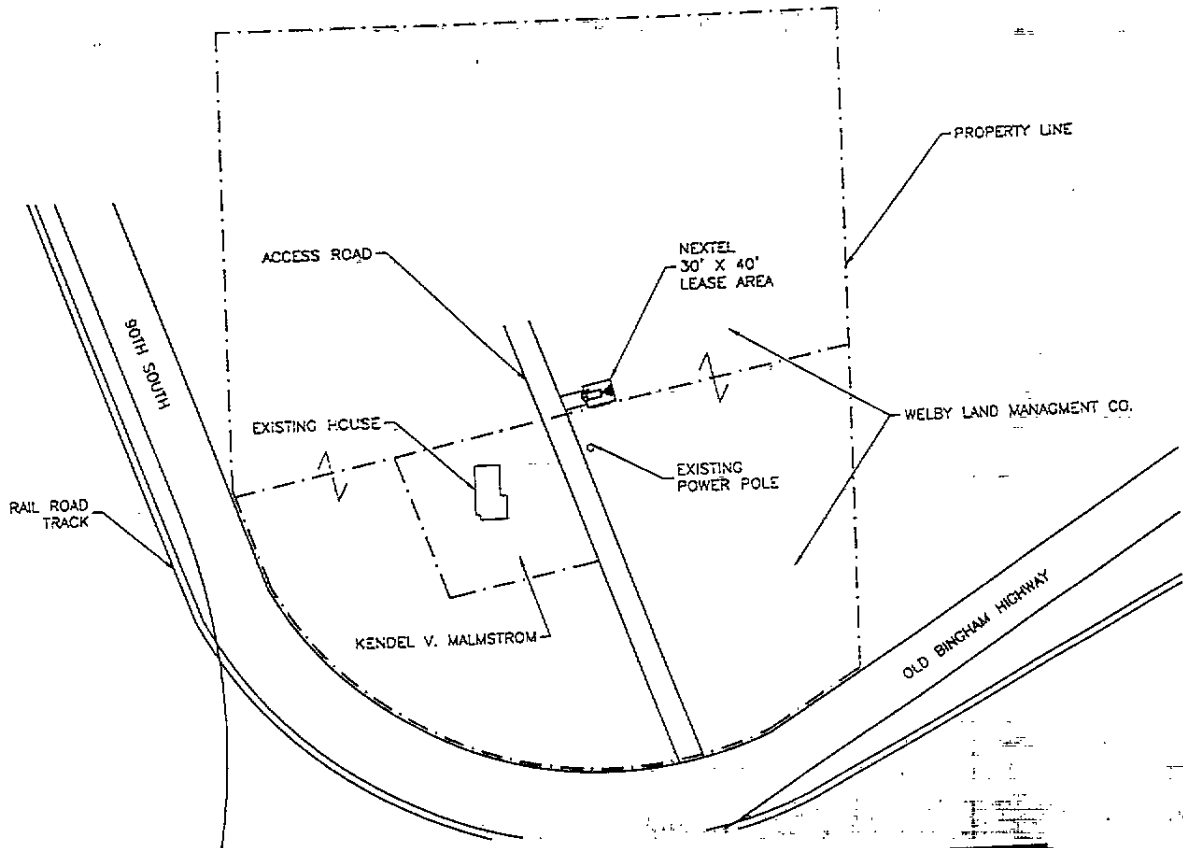 PROPERTY LINE
ACCESS ROAD
NEXTEL
30' X 40'
LEASE AREA
90TH SOUTH
WELBY LAND MANAGMENT CO.
EXISTING HOUSE
EXISTING
POWER POLE
RAIL ROAD
TRACK
KENDEL V. MALMSTROM
OLD BINGHAM HIGHWAY